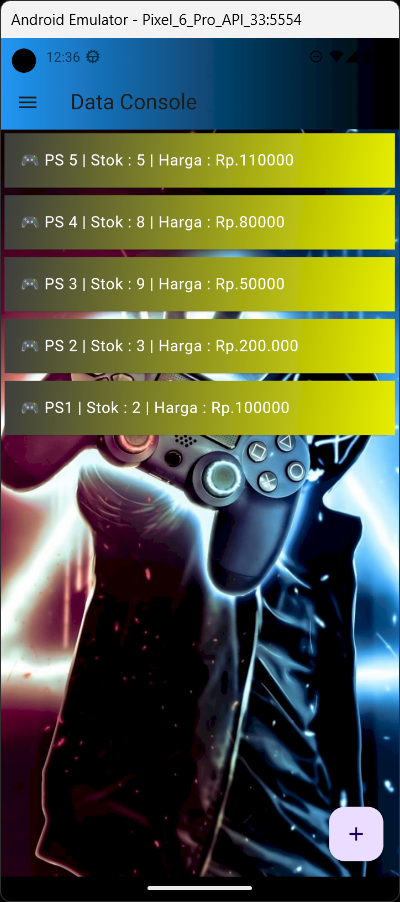 Android Emulator - Pixel_6_Pro_API_33:5554
12:36
Data Console
🎮 PS 5 | Stok : 5 | Harga : Rp.110000
🎮 PS 4 | Stok : 8 | Harga : Rp.80000
🎮 PS 3 | Stok : 9 | Harga : Rp.50000
🎮 PS 2 | Stok : 3 | Harga : Rp.200.000
🎮 PS1 | Stok : 2 | Harga : Rp.100000
+